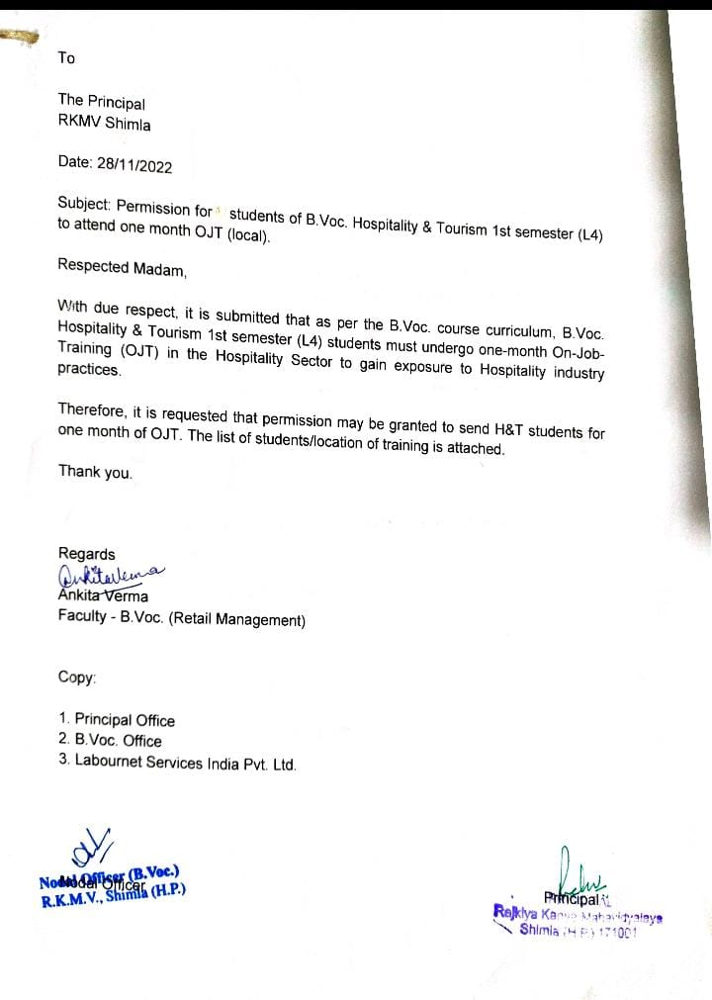 To
The Principal
RKMV Shimla
Date: 28/11/2022
Subject: Permission for students of B.Voc. Hospitality & Tourism 1st semester (L4)
to attend one month OJT (local).
Respected Madam,
With due respect, it is submitted that as per the B.Voc. course curriculum, B.Voc.
Hospitality & Tourism 1st semester (L4) students must undergo one-month On-Job-
Training (OJT) in the Hospitality Sector to gain exposure to Hospitality industry
practices.
Therefore, it is requested that permission may be granted to send H&T students for
one month of OJT. The list of students/location of training is attached.
Thank you.
Regards
Ankita Verma
Ankita Verma
Faculty - B.Voc. (Retail Management)
Copy:
1. Principal Office
2. B.Voc. Office
3. Labournet Services India Pvt. Ltd.
Nodal Officer (B.Voc.)
Nodal Officer
R.K.M.V., Shimla (H.P.)
Principal
Rajkiya Kanya Mahavidyalaya
Shimla (H.P.) 171001